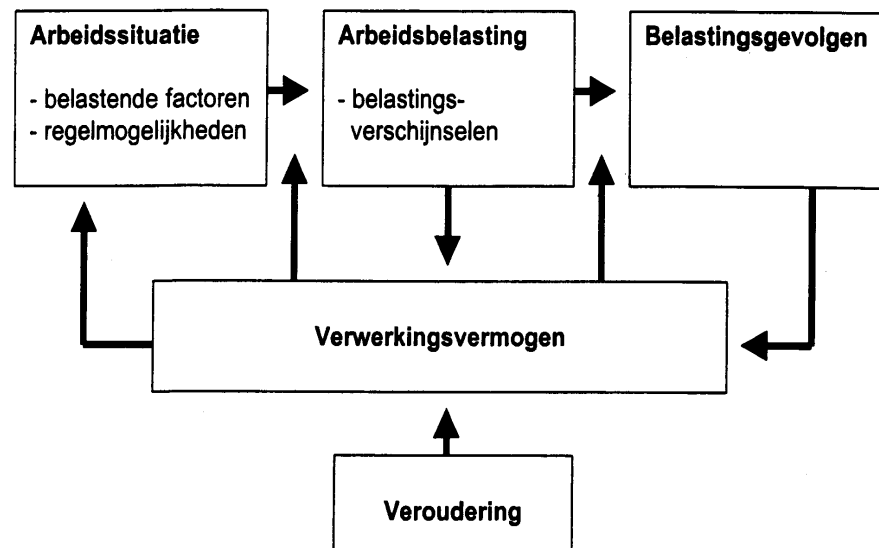 Arbeidssituatie
- belastende factoren
- regelmogelijkheden
Arbeidsbelasting
- belastings-
verschijnselen
Belastingsgevolgen
Verwerkingsvermogen
Veroudering